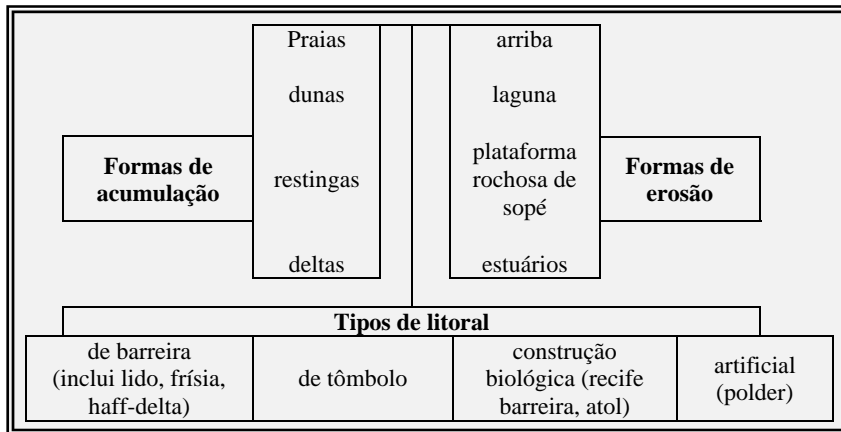 Praias
dunas
restingas
deltas
arriba
laguna
plataforma
rochosa de
sopé
estuários
Formas de
acumulação
Formas de
erosão
Tipos de litoral
de barreira
(inclui lido, frísia,
haff-delta)
de tômbolo
construção
biológica (recife
barreira, atol)
artificial
(polder)